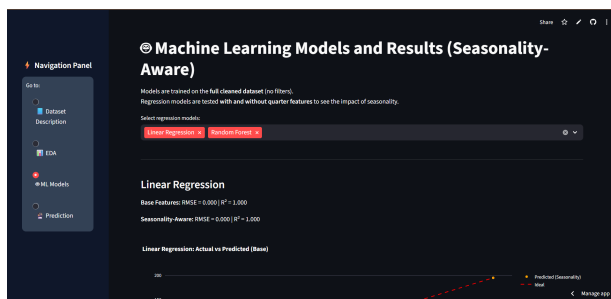 Share
Navigation Panel
Go to:
Dataset
Description
EDA
ML Models
Prediction
Machine Learning Models and Results (Seasonality-
Aware)
Models are trained on the full cleaned dataset (no filters).
Regression models are tested with and without quarter features to see the impact of seasonality.
Select regression models:
Linear Regression × Random Forest ×
Linear Regression
Base Features: RMSE = 0.000 | R² = 1.000
Seasonality-Aware: RMSE = 0.000 | R² = 1.000
Linear Regression: Actual vs Predicted (Base)
200
Predicted (Seasonality)
Ideal
< Manage app